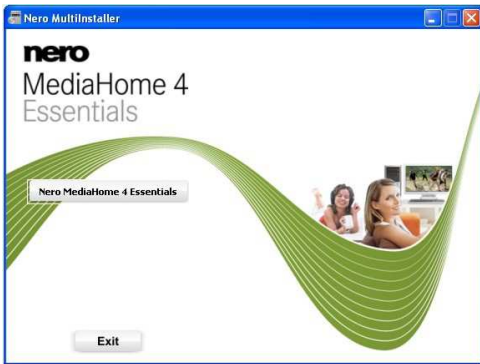 Nero MultiInstaller
nero
MediaHome 4
Essentials
Nero MediaHome 4 Essentials
Exit